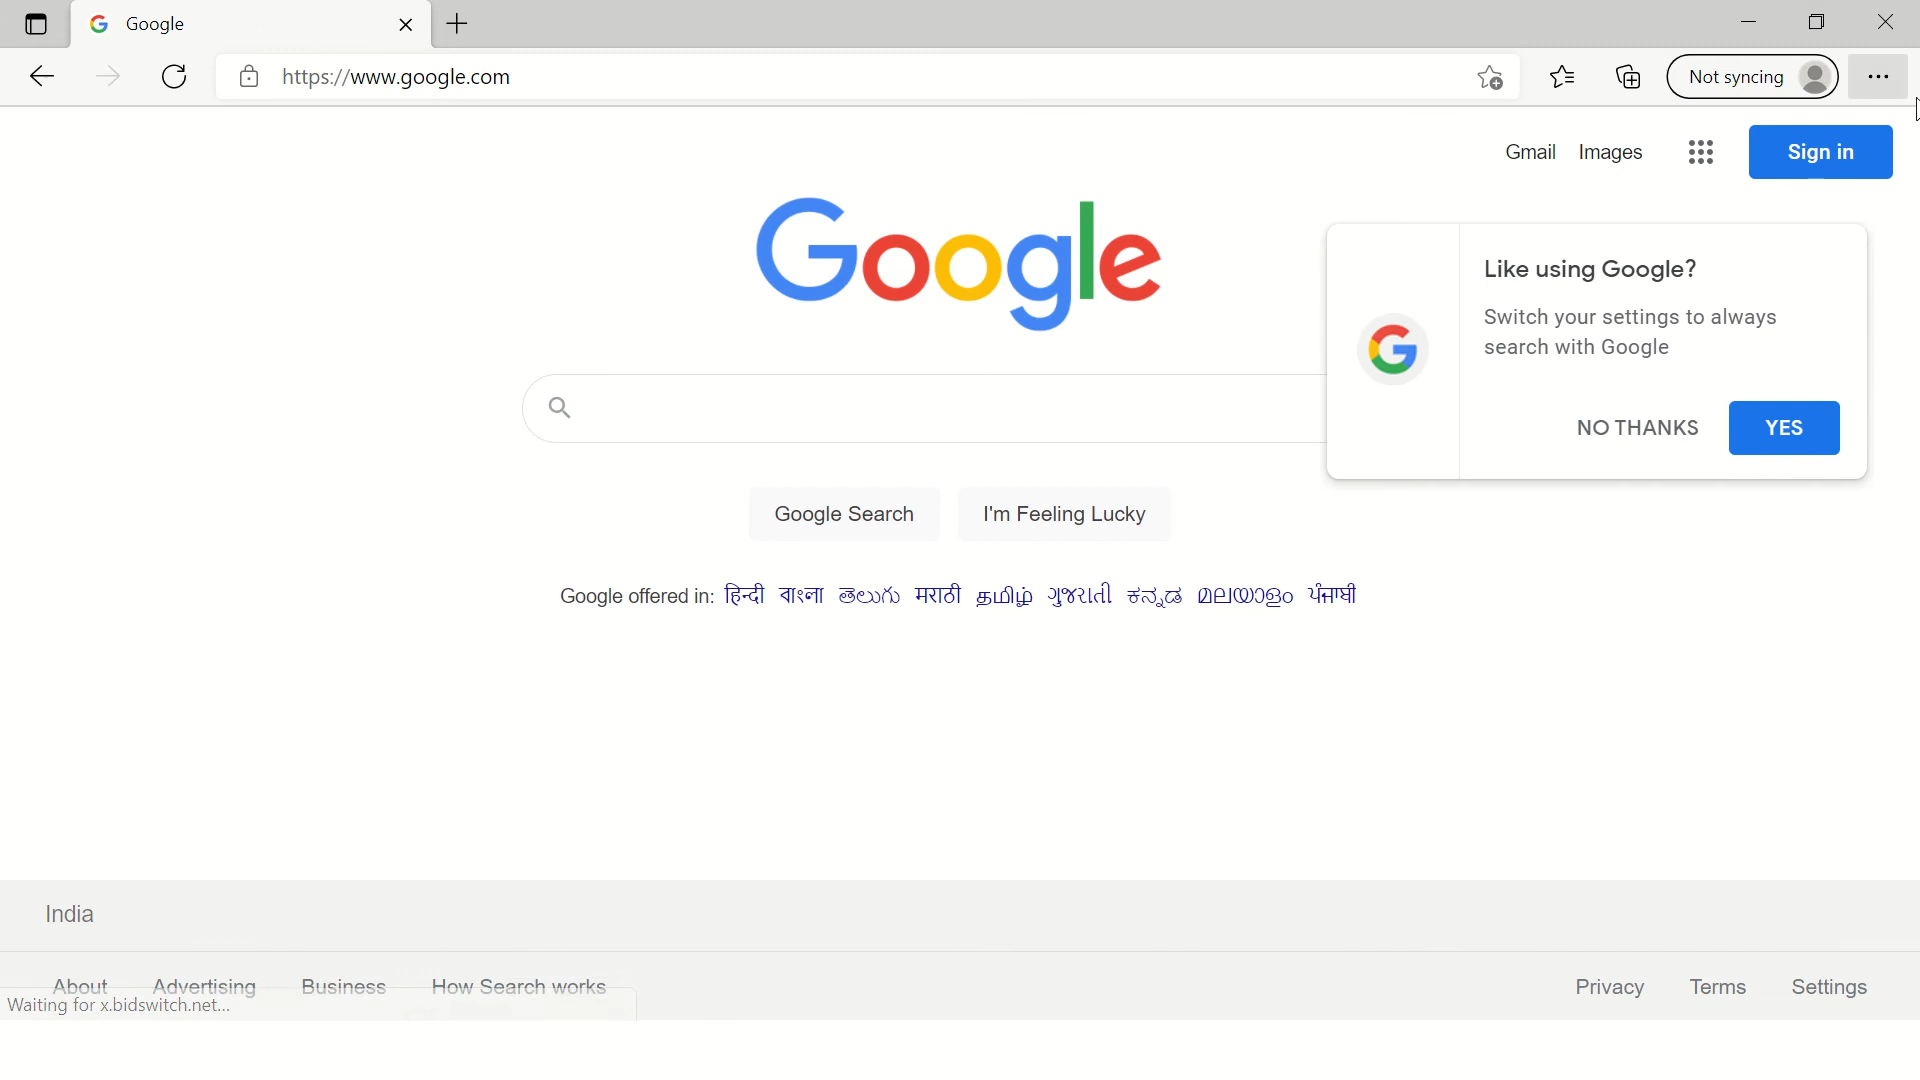 Google
https://www.google.com
Not syncing
Gmail Images Sign in
Google
Like using Google?
Switch your settings to always
search with Google
NO THANKS YES
Google Search I'm Feeling Lucky
Google offered in: हिन्दी বাংলা తెలుగు मराठी தமிழ் ગુજરાતી ಕನ್ನಡ മലയാളം ਪੰਜਾਬੀ
India
About Advertising Business How Search works Privacy Terms Settings
Waiting for x.bidswitch.net...